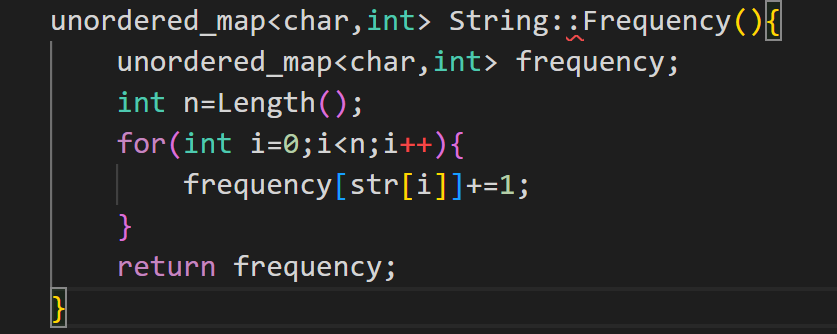 unordered_map<char,int> String::Frequency(){
    unordered_map<char,int> frequency;
    int n=Length();
    for(int i=0;i<n;i++){
        frequency[str[i]]+=1;
    }
    return frequency;
}